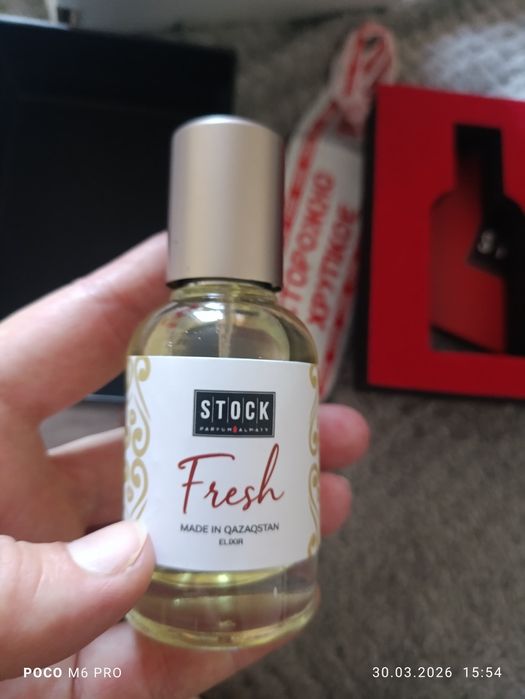 STOCK
PARFUM ALMATY
Fresh
MADE IN QAZAQSTAN
ELIXIR
ОСТОРОЖНО
ХРУПКОЕ
POCO M6 PRO
30.03.2026 15:54